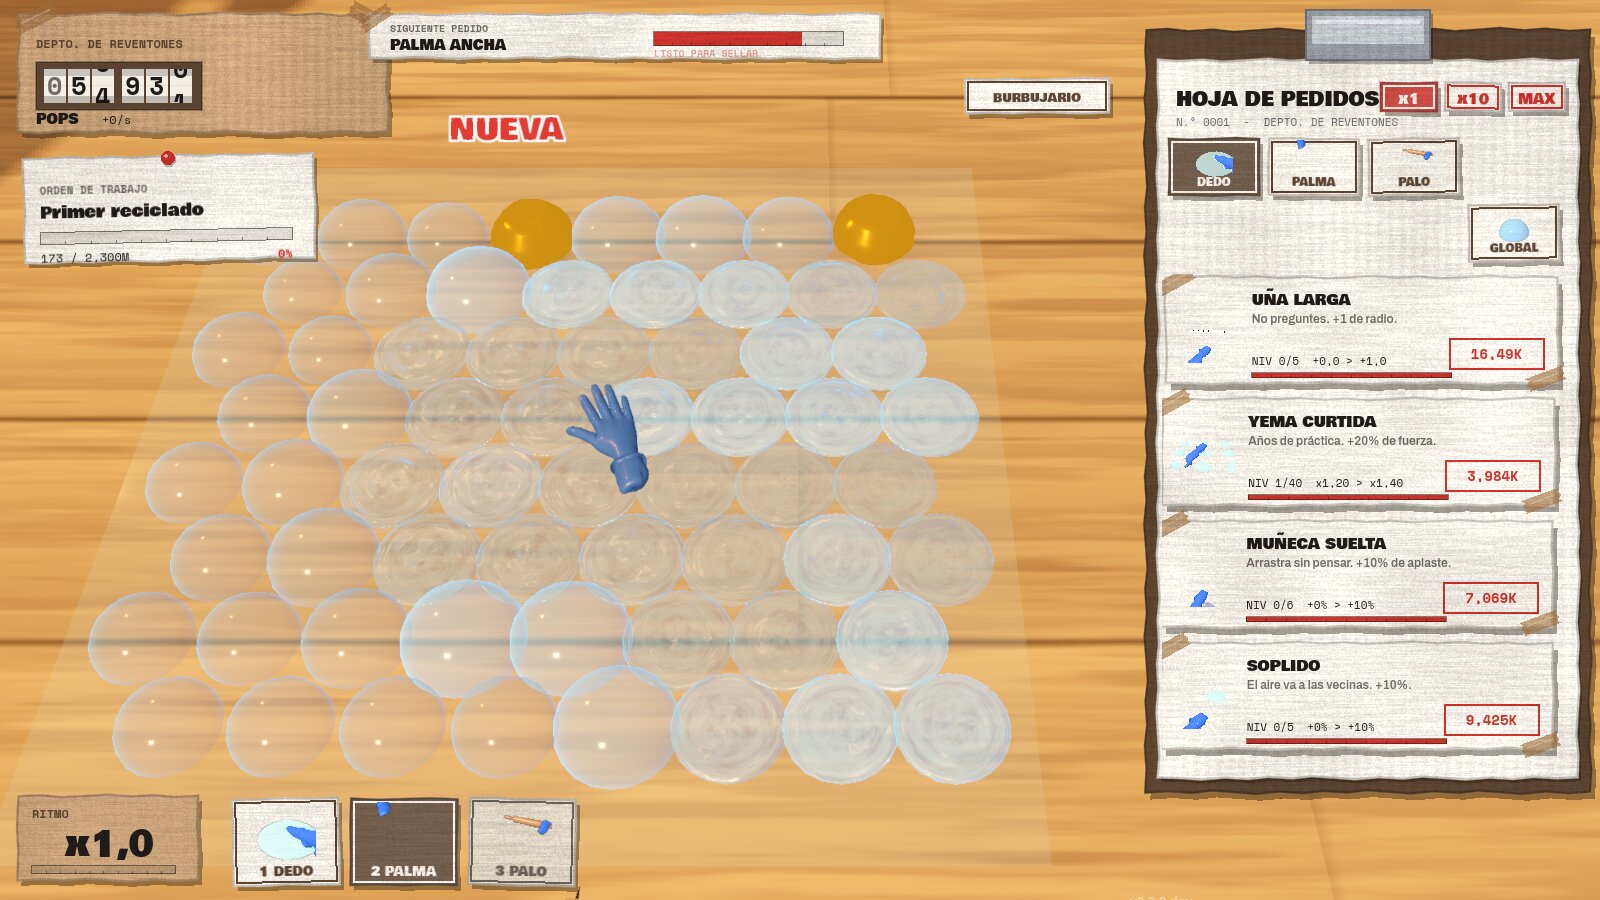 DEPTO. DE REVENTONES
POPS +0/s
SIGUIENTE PEDIDO
PALMA ANCHA
LISTO PARA SELLAR
BURBUJARIO
NUEVA
ORDEN DE TRABAJO
Primer reciclado
173 / 2,300M 0%
HOJA DE PEDIDOS x1 x10 MAX
N.° 0001 - DEPTO. DE REVENTONES
DEDO PALMA PALO
GLOBAL
UÑA LARGA
No preguntes. +1 de radio.
NIV 0/5 +0,0 > +1,0 16,49K
YEMA CURTIDA
Años de práctica. +20% de fuerza.
NIV 1/40 x1,20 > x1,40 3,984K
MUÑECA SUELTA
Arrastra sin pensar. +10% de aplaste.
NIV 0/6 +0% > +10% 7,069K
SOPLIDO
El aire va a las vecinas. +10%.
NIV 0/5 +0% > +10% 9,425K
RITMO
x1,0
1 DEDO 2 PALMA 3 PALO